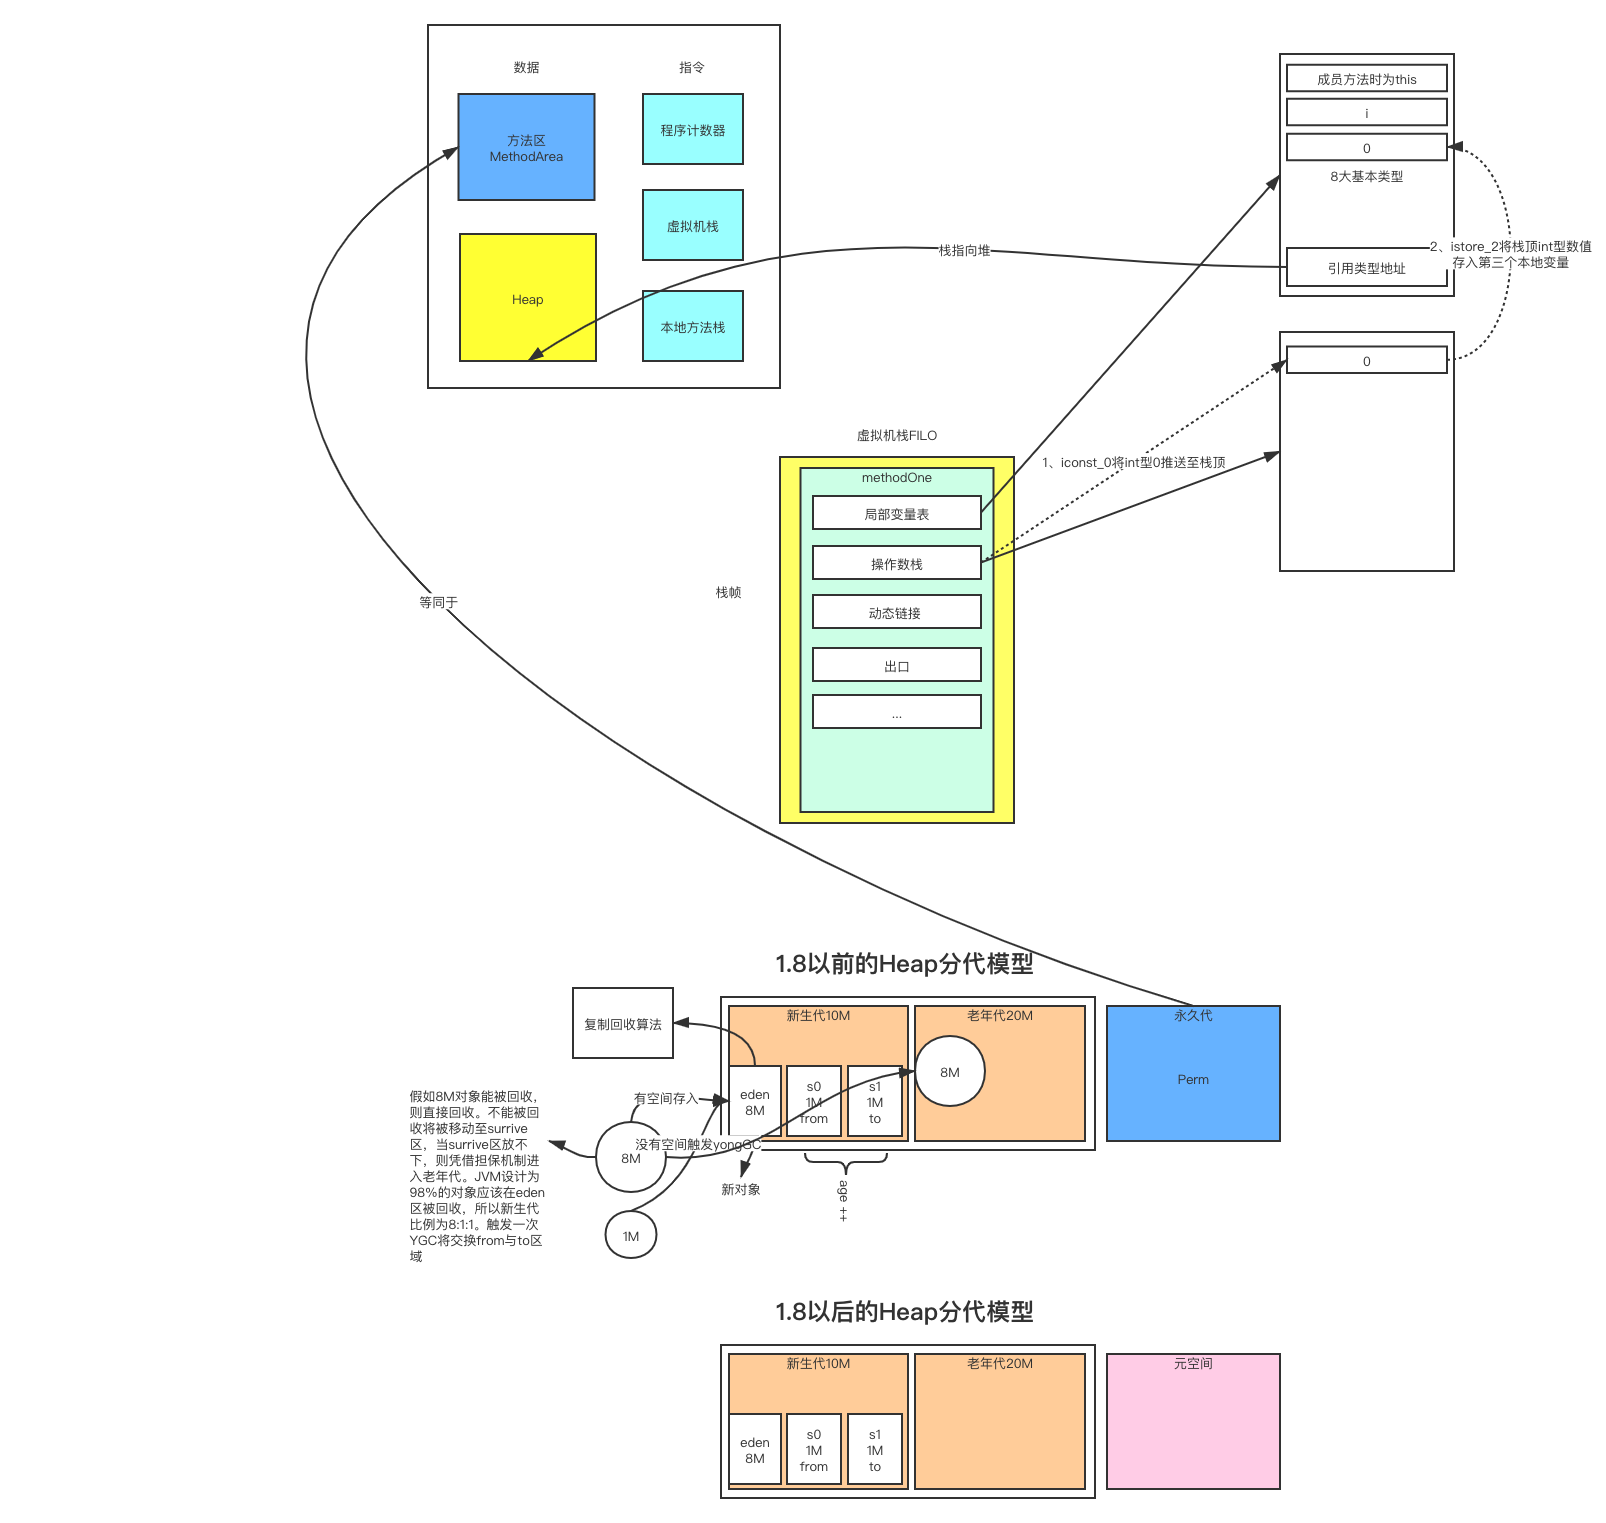 数据
指令
方法区
MethodArea
程序计数器
虚拟机栈
Heap
本地方法栈
成员方法时为this
i
0
8大基本类型
引用类型地址
栈指向堆
2、istore_2将栈顶int型数值
存入第三个本地变量
0
虚拟机栈FILO
1、iconst_0将int型0推送至栈顶
methodOne
局部变量表
操作数栈
动态链接
出口
...
栈帧
等同于
1.8以前的Heap分代模型
复制回收算法
新生代10M
老年代20M
永久代
Perm
eden
8M
s0
1M
from
s1
1M
to
8M
有空间存入
没有空间触发yongGC
8M
1M
新对象
age ++
假如8M对象能被回收，
则直接回收。不能被回
收将被移动至surrive
区，当surrive区放不
下，则凭借担保机制进
入老年代。JVM设计为
98%的对象应该在eden
区被回收，所以新生代
比例为8:1:1。触发一次
YGC将交换from与to区
域
1.8以后的Heap分代模型
新生代10M
老年代20M
元空间
eden
8M
s0
1M
from
s1
1M
to